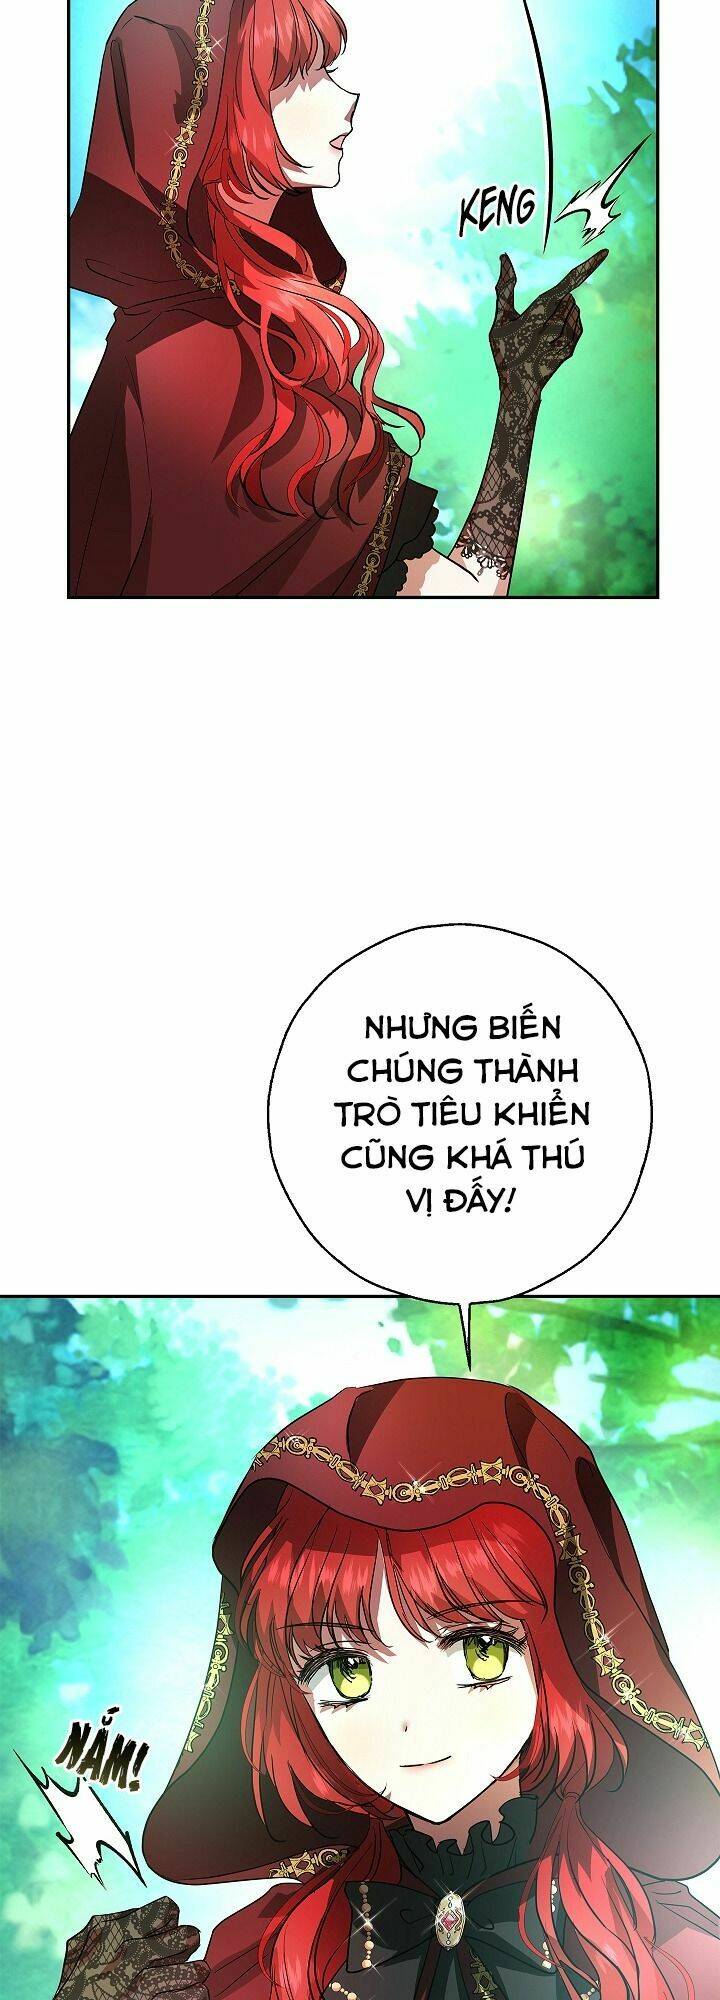 KENG
NHƯNG BIẾN
CHÚNG THÀNH
TRÒ TIÊU KHIỂN
CŨNG KHÁ THÚ
VỊ ĐẤY!
NẮM!